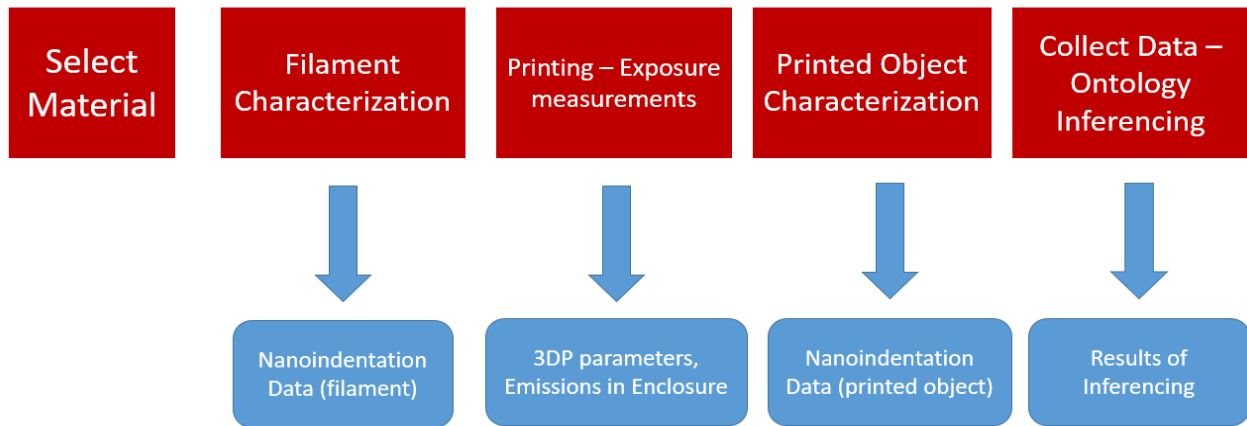 Select
Material
Filament
Characterization
Printing – Exposure
measurements
Printed Object
Characterization
Collect Data –
Ontology
Inferencing
Nanoindentation
Data (filament)
3DP parameters,
Emissions in Enclosure
Nanoindentation
Data (printed object)
Results of
Inferencing